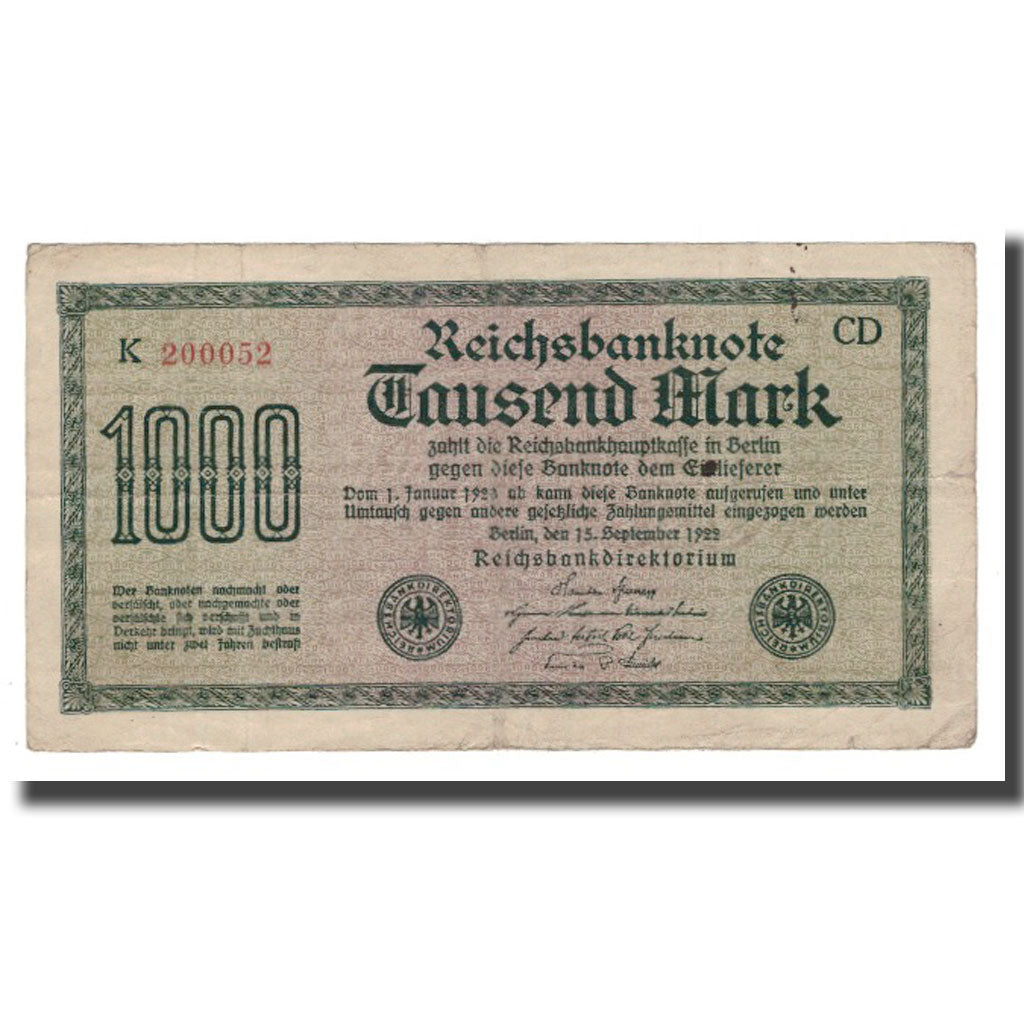 K 200052
CD
Reichsbanknote
1000
Tausend Mark
zahlt die Reichsbankhauptkasse in Berlin
gegen diese Banknote dem Einlieferer
Vom 1. Januar 1923 ab kann diese Banknote aufgerufen und unter
Umtausch gegen andere gesetzliche Zahlungsmittel eingezogen werden
Berlin, den 15. September 1922
Reichsbankdirektorium
Wer Banknoten nachmacht oder
verfälscht, oder nachgemachte oder
verfälschte sich verschafft und in
Verkehr bringt, wird mit Zuchthaus
nicht unter zwei Jahren bestraft
REICHSBANKDIREKTORIUM
REICHSBANKDIREKTORIUM